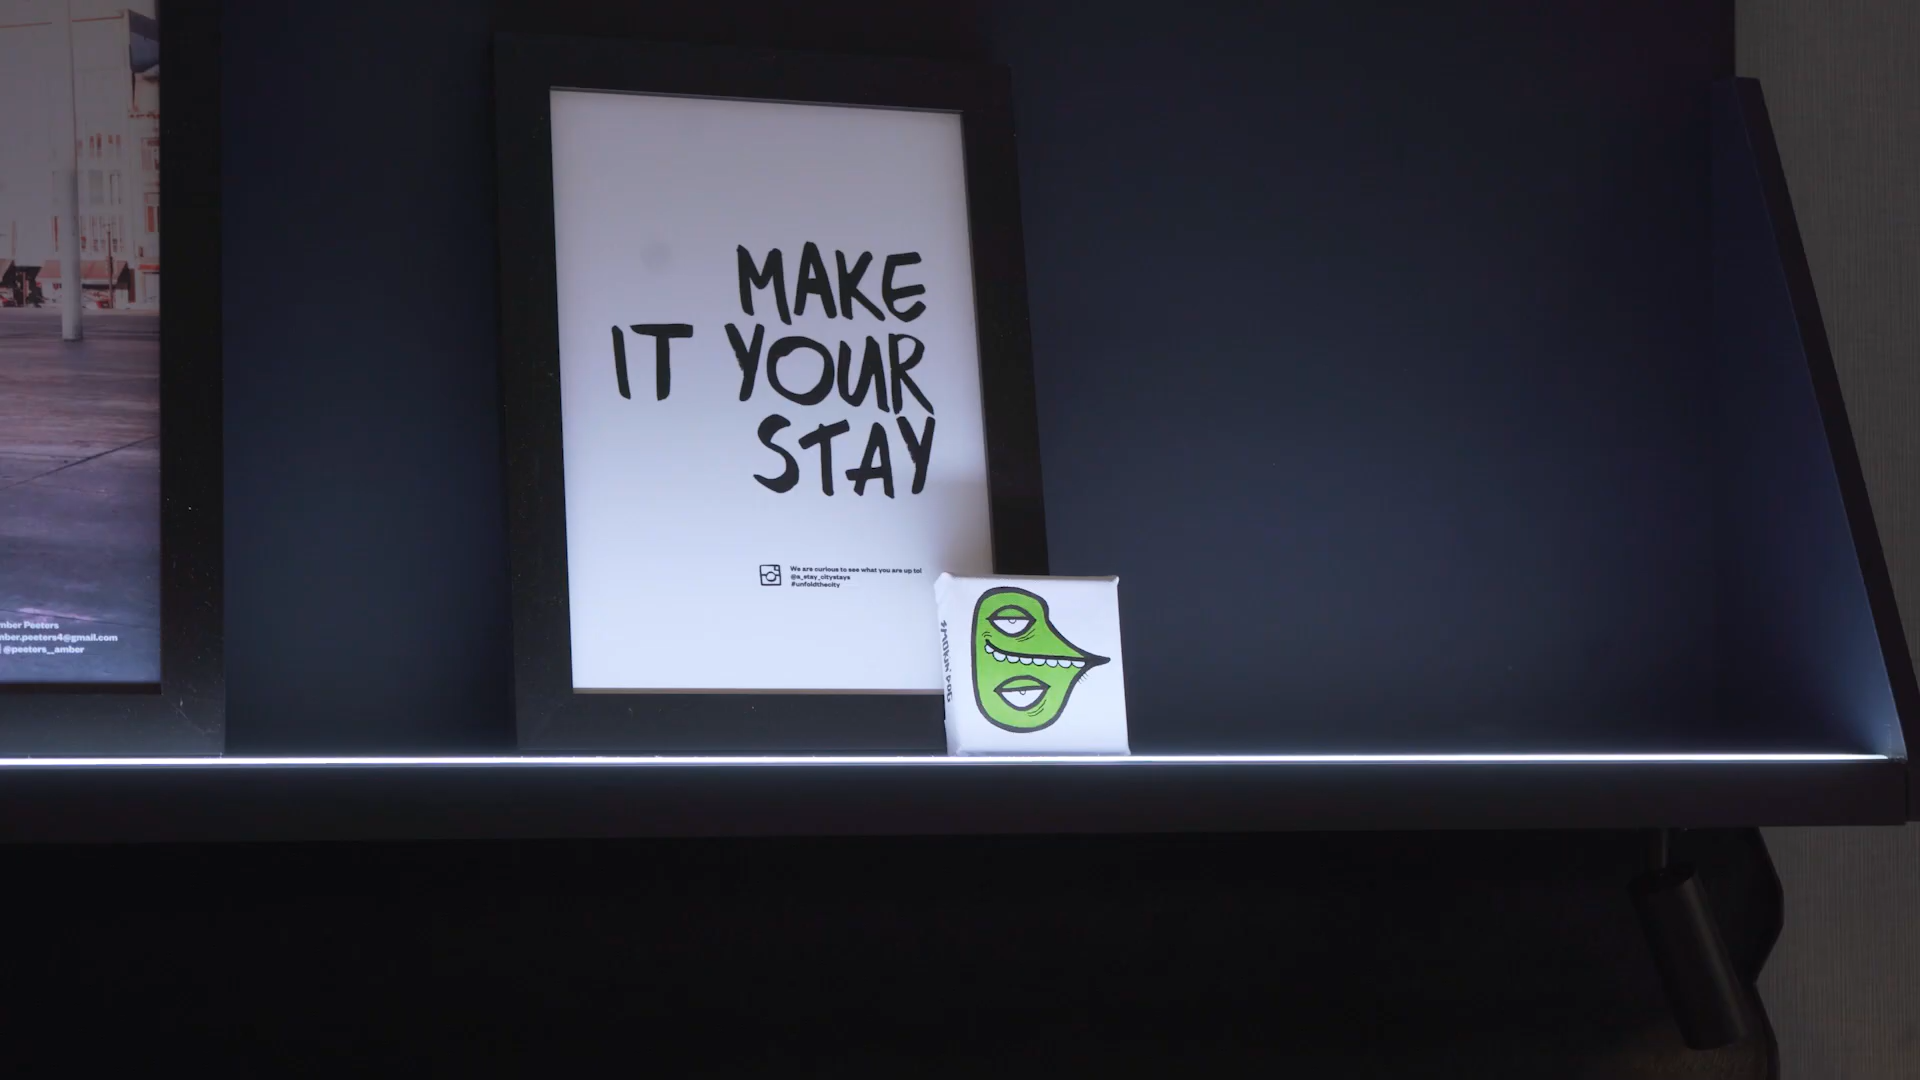 MAKE
IT YOUR
STAY
We are curious to see what you are up to!
@s_stay_citystays
#unfoldthecity
mber Peeters
mber.peeters4@gmail.com
@peeters__amber